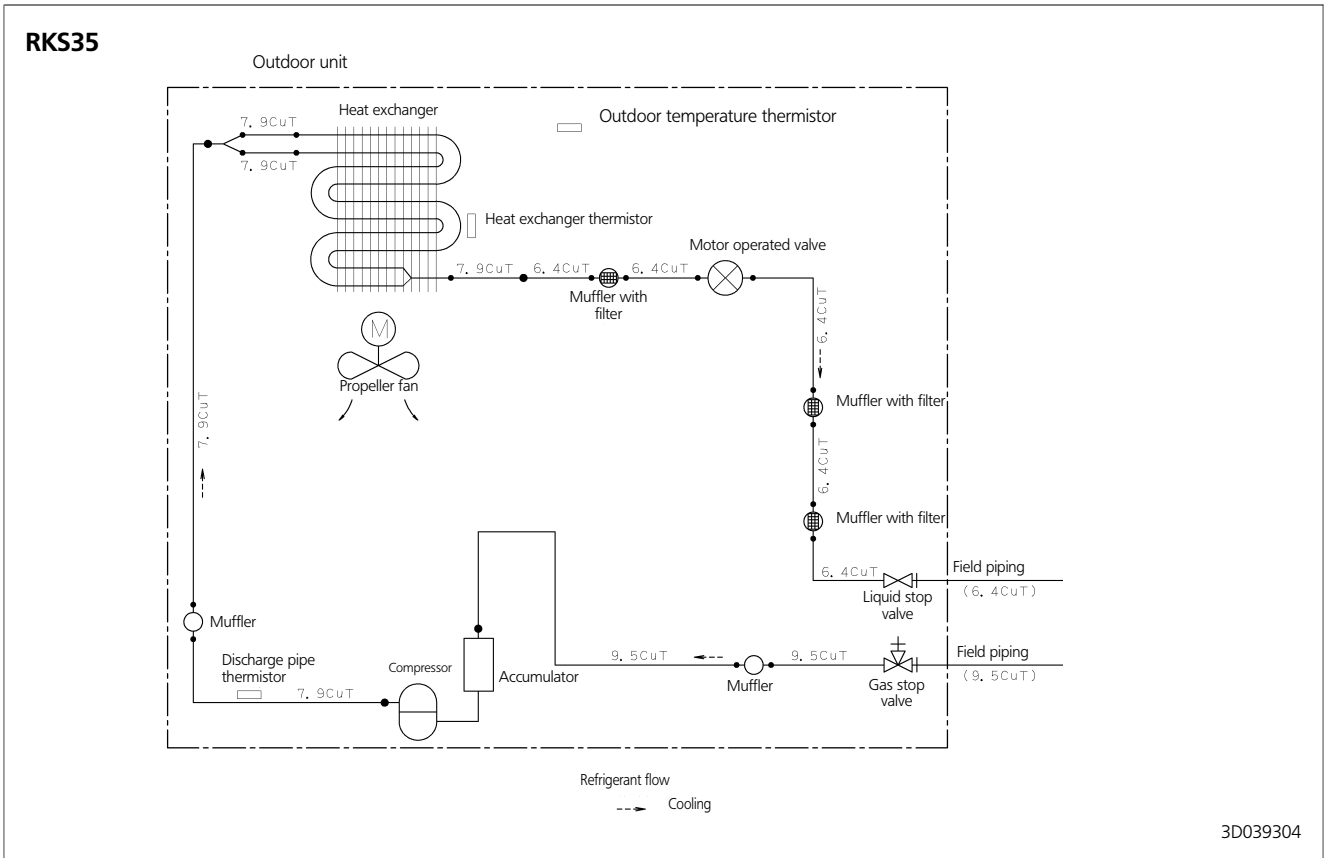 RKS35
Outdoor unit
Heat exchanger
Outdoor temperature thermistor
7. 9CuT
7. 9CuT
Heat exchanger thermistor
Motor operated valve
7. 9CuT
6. 4CuT
6. 4CuT
Muffler with
filter
6. 4CuT
M
Propeller fan
7. 9CuT
Muffler with filter
6. 4CuT
Muffler with filter
6. 4CuT
Field piping
(6. 4CuT)
Liquid stop
valve
Muffler
Discharge pipe
thermistor
7. 9CuT
Compressor
Accumulator
9. 5CuT
9. 5CuT
Muffler
Gas stop
valve
Field piping
(9. 5CuT)
Refrigerant flow
Cooling
3D039304